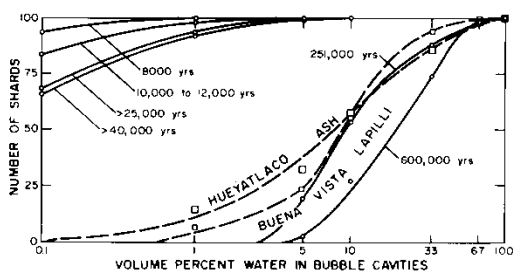 100
75
50
25
0
NUMBER OF SHARDS
8000 yrs
10,000 to 12,000 yrs
>25,000 yrs
>40,000 yrs
251,000 yrs
600,000 yrs
HUEYATLACO ASH
BUENA VISTA LAPILLI
0.1 1 5 10 33 67 100
VOLUME PERCENT WATER IN BUBBLE CAVITIES